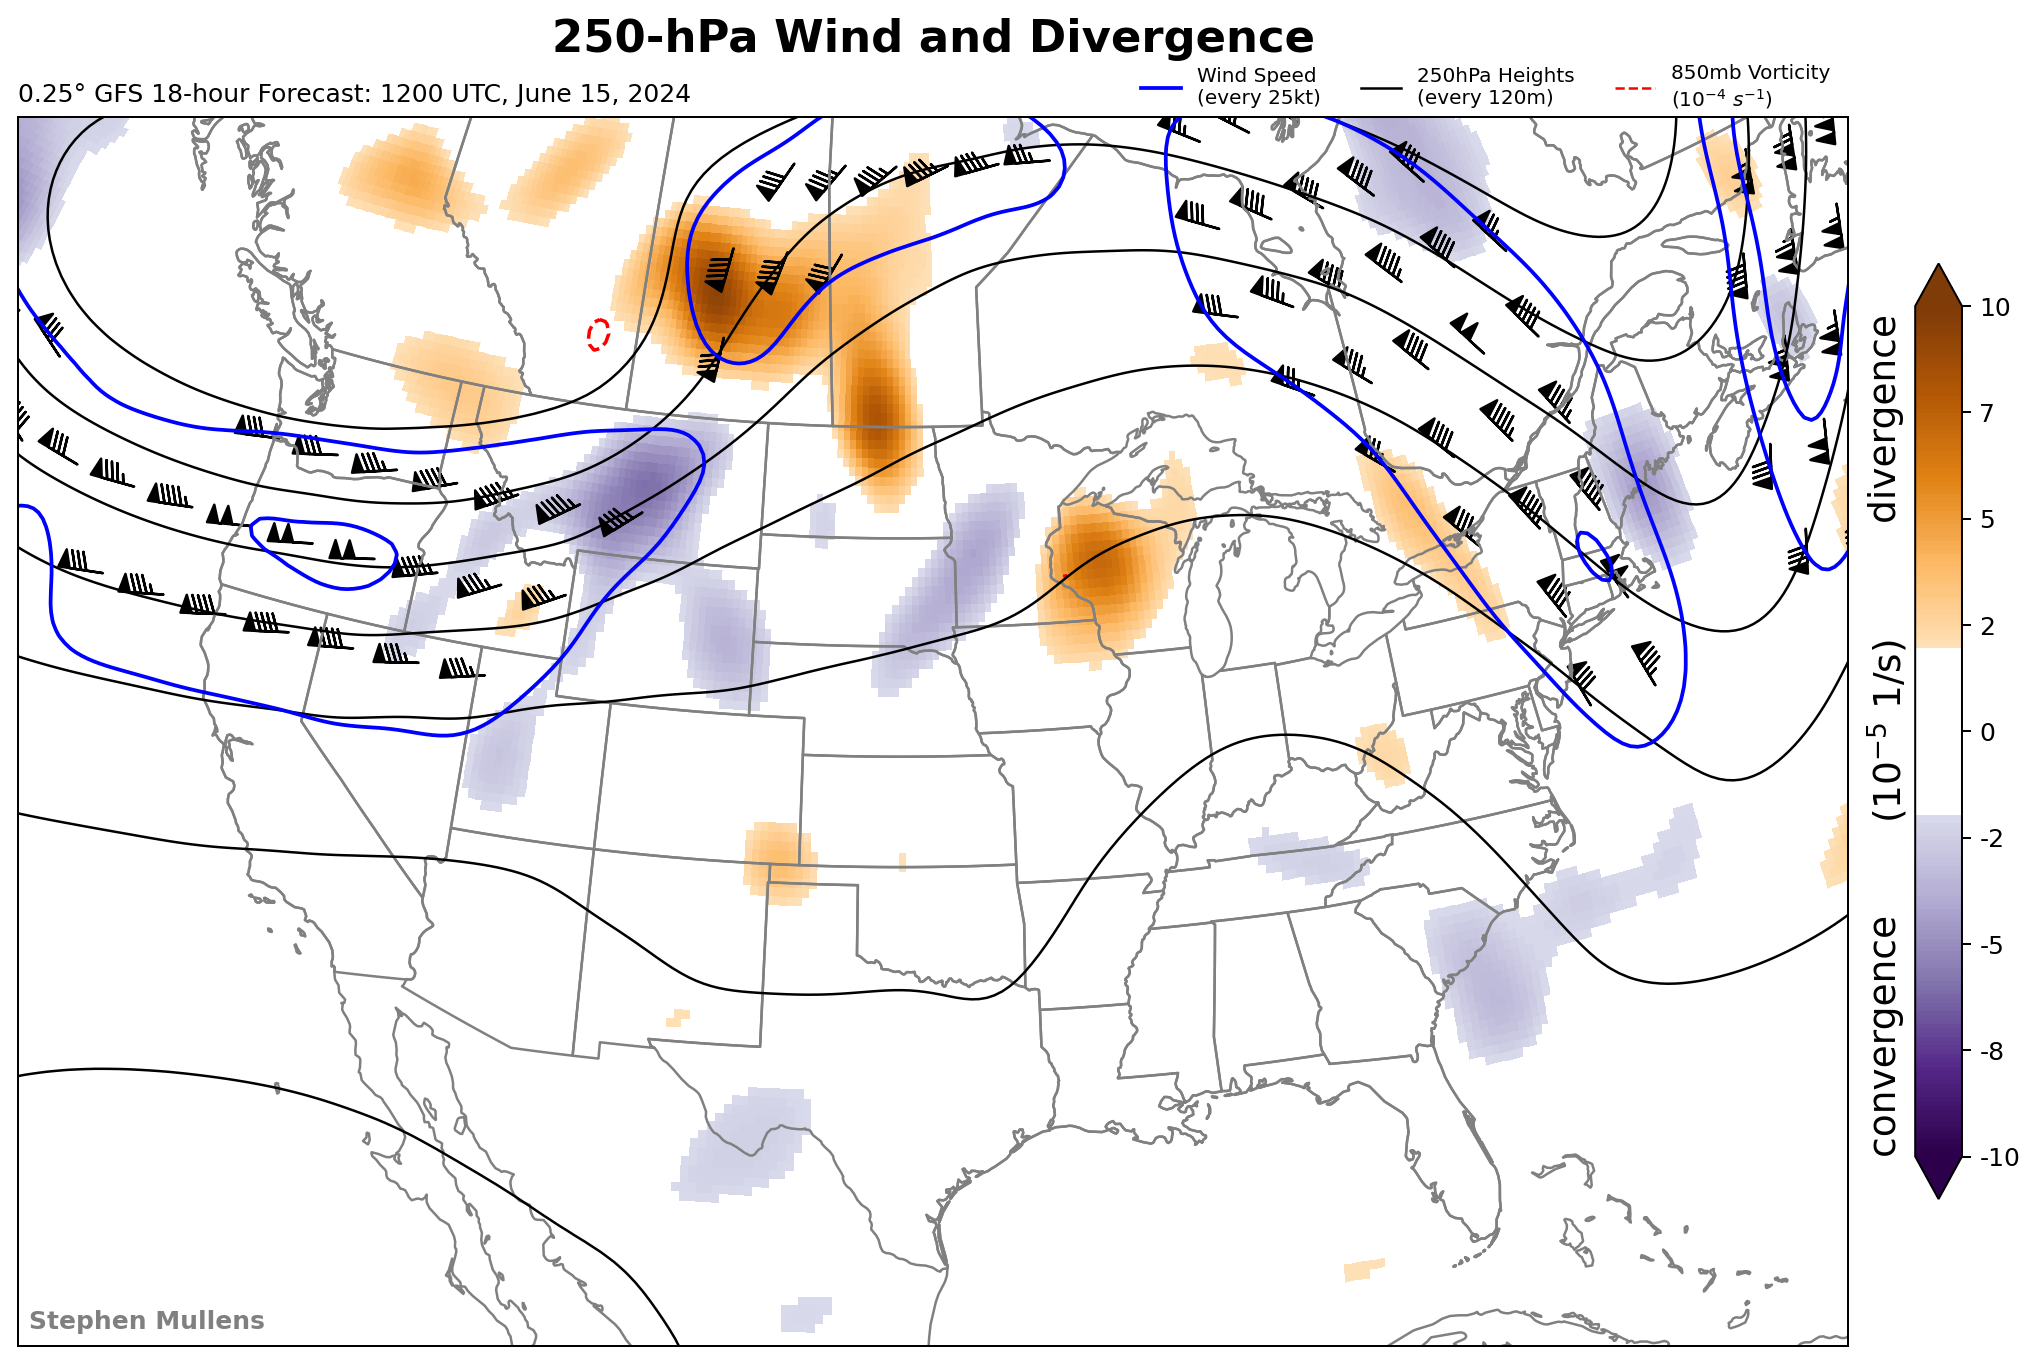 250-hPa Wind and Divergence
0.25° GFS 18-hour Forecast: 1200 UTC, June 15, 2024
Wind Speed
(every 25kt)
250hPa Heights
(every 120m)
850mb Vorticity
(10⁻⁴ s⁻¹)
10
7
5
2
0
-2
-5
-8
-10
convergence (10⁻⁵ 1/s) divergence
Stephen Mullens